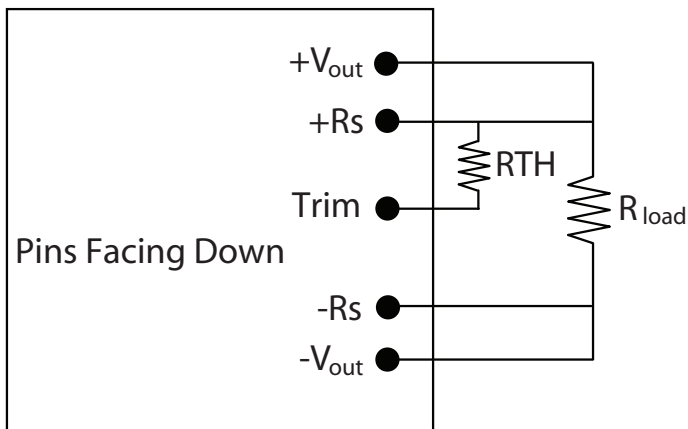 +Vout
+Rs
RTH
Trim
Rload
Pins Facing Down
-Rs
-Vout